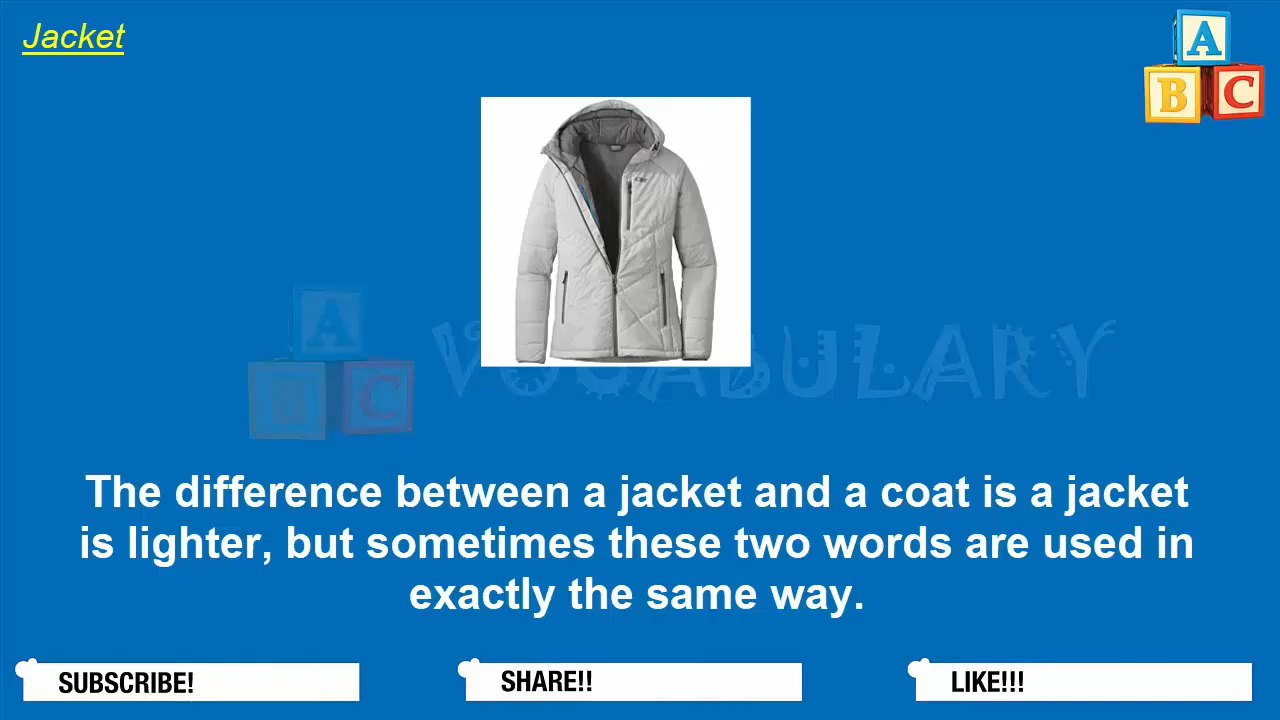 Jacket
A
B C
A
B C
VOCABULARY
The difference between a jacket and a coat is a jacket
is lighter, but sometimes these two words are used in
exactly the same way.
SUBSCRIBE!
SHARE!!
LIKE!!!